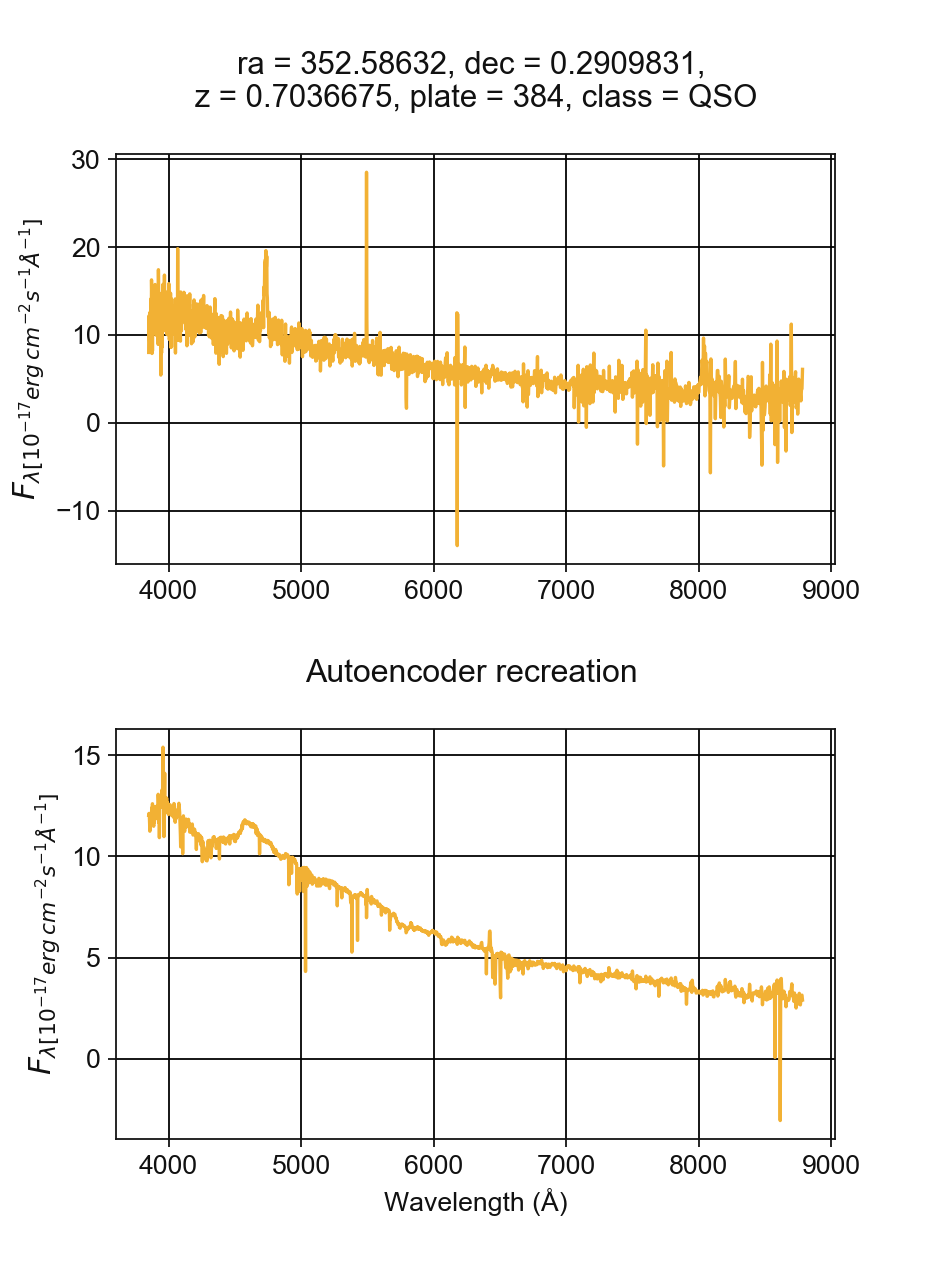 ra = 352.58632, dec = 0.2909831,
z = 0.7036675, plate = 384, class = QSO
30
20
10
0
−10
F_λ[10^{−17} erg cm^{−2} s^{−1} Å^{−1}]
4000 5000 6000 7000 8000 9000
Autoencoder recreation
15
10
5
0
F_λ[10^{−17} erg cm^{−2} s^{−1} Å^{−1}]
4000 5000 6000 7000 8000 9000
Wavelength (Å)